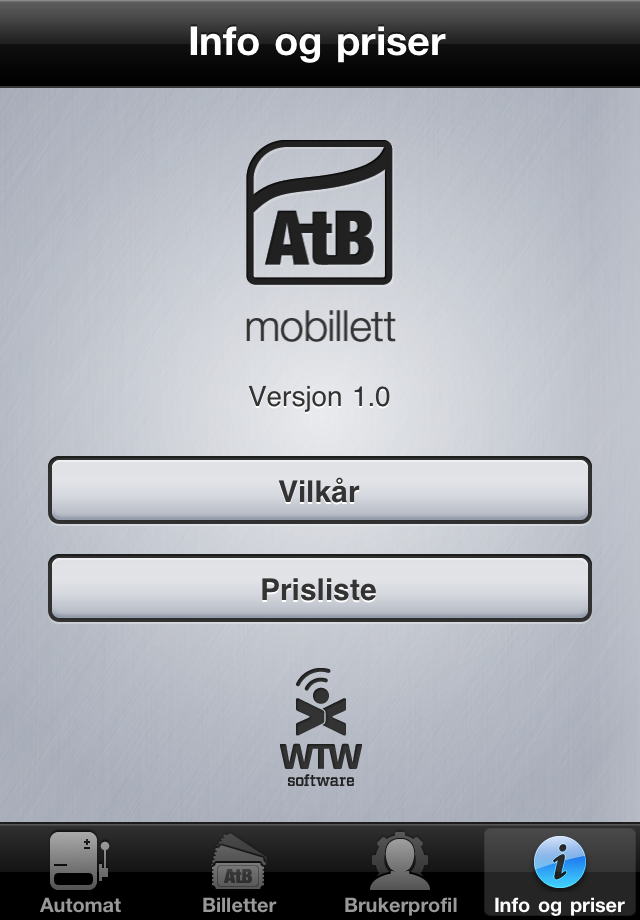 Info og priser
AtB
mobillett
Versjon 1.0
Vilkår
Prisliste
WTW
software
AtB
Automat
Billetter
Brukerprofil
Info og priser